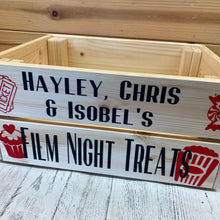 Hayley, Chris
& Isobel's
Film Night Treats